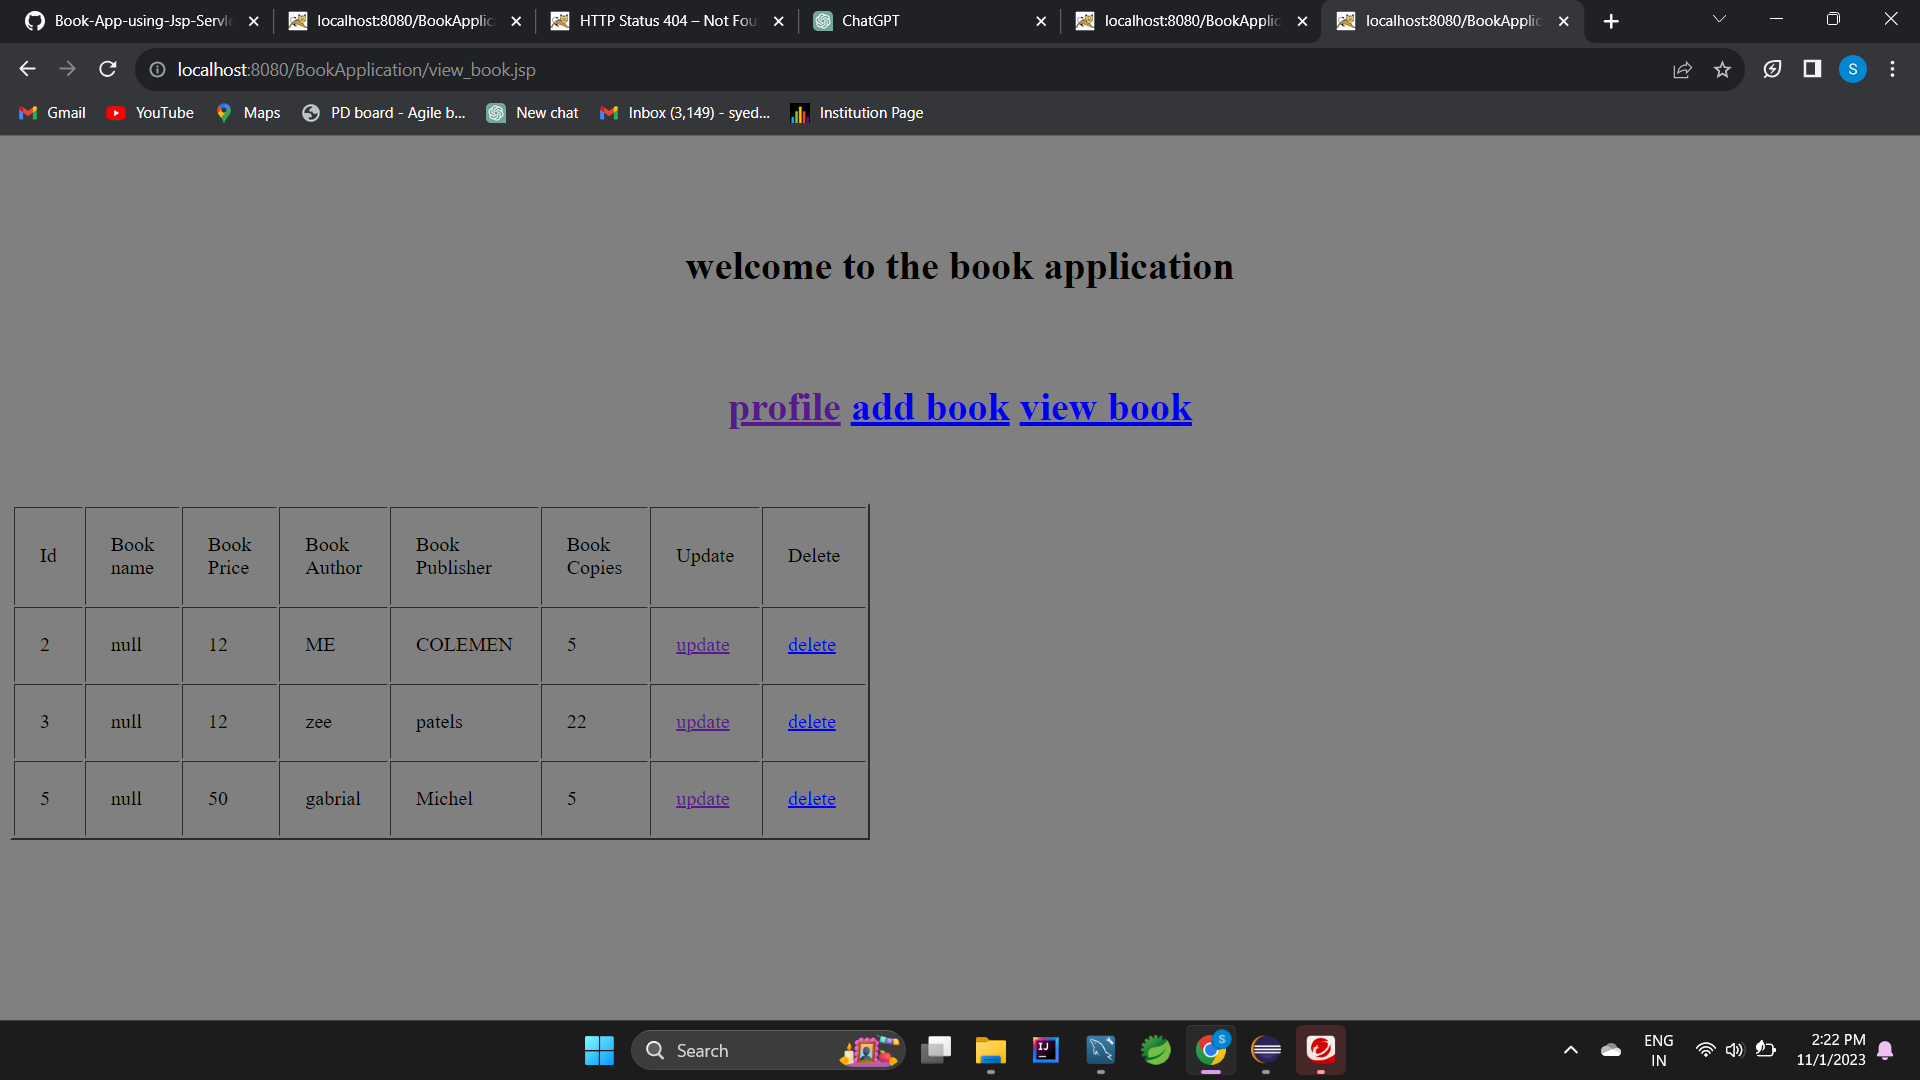 Book-App-using-Jsp-Servle
localhost:8080/BookApplic
HTTP Status 404 – Not Fou
ChatGPT
localhost:8080/BookApplic
localhost:8080/BookApplic
localhost:8080/BookApplication/view_book.jsp
S
Gmail
YouTube
Maps
PD board - Agile b...
New chat
Inbox (3,149) - syed...
Institution Page
welcome to the book application
profile add book view book
Id
Book
name
Book
Price
Book
Author
Book
Publisher
Book
Copies
Update
Delete
2 null 12 ME COLEMEN 5 update delete
3 null 12 zee patels 22 update delete
5 null 50 gabrial Michel 5 update delete
Search
IJ
S
ENG
IN
2:22 PM
11/1/2023